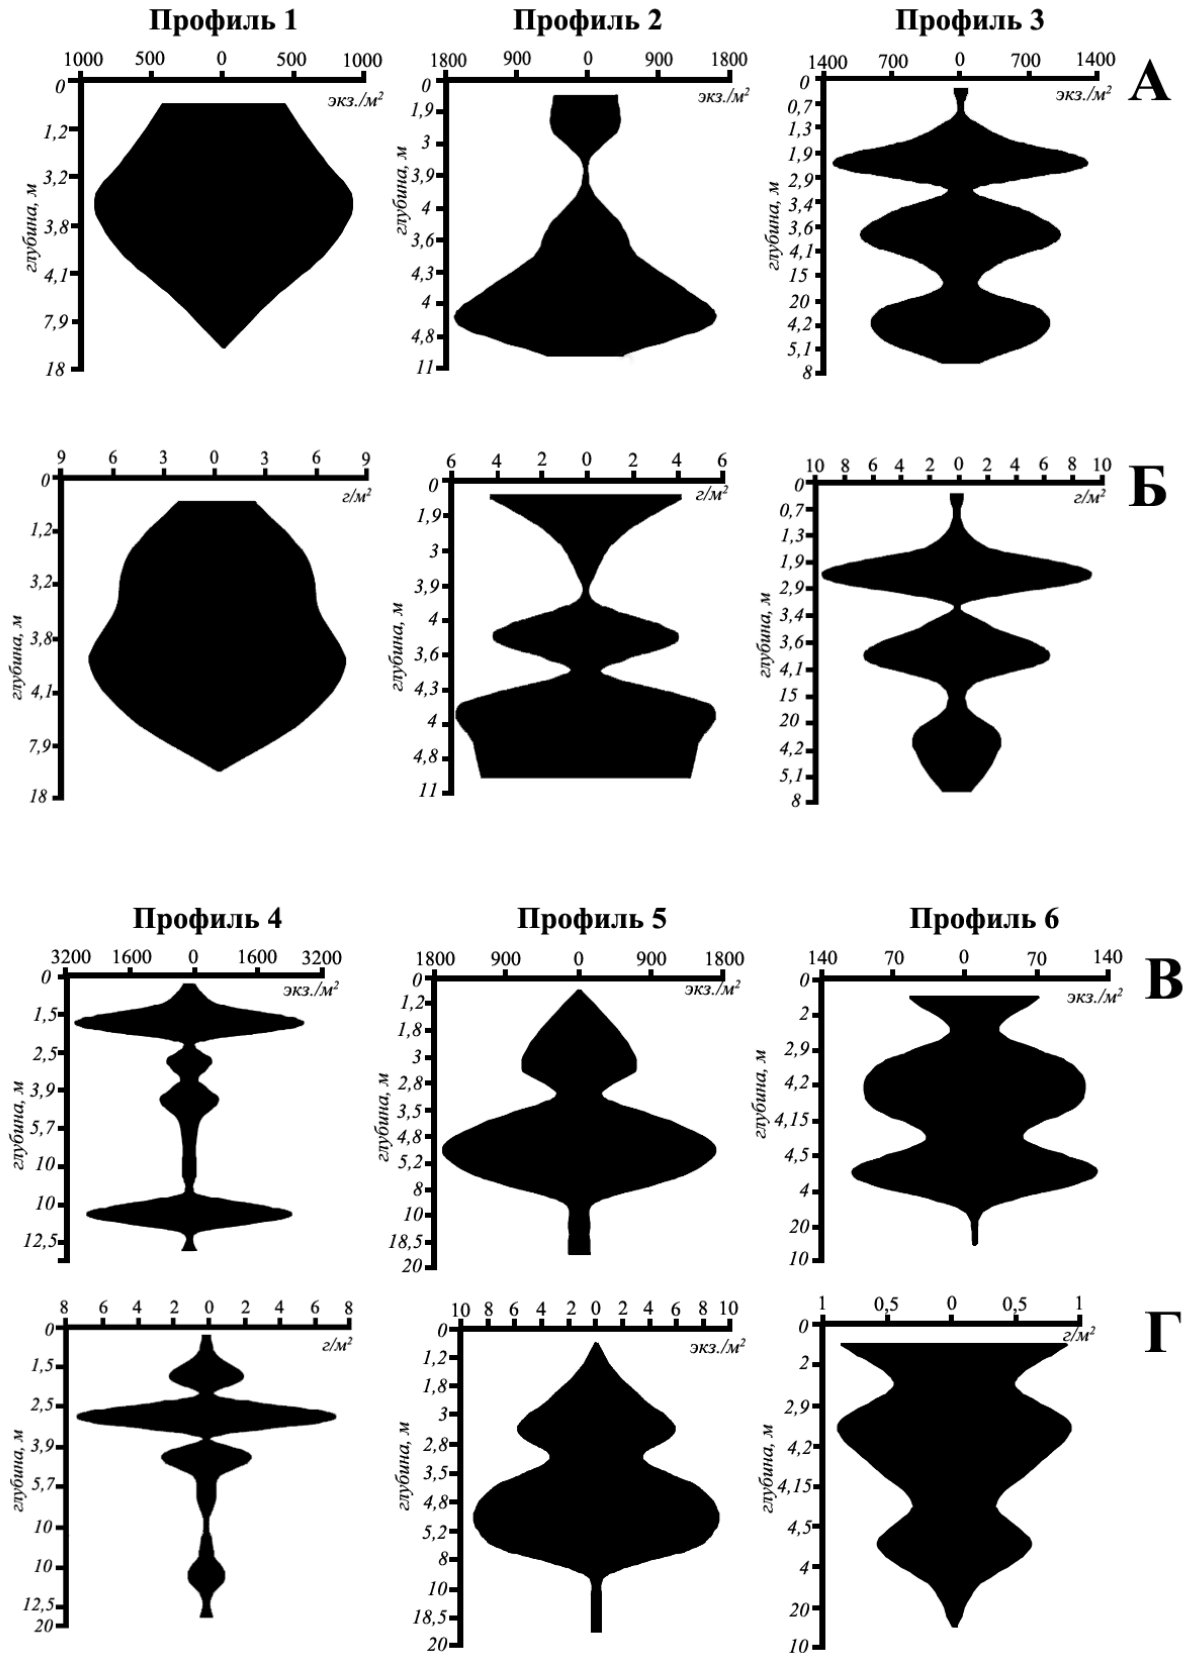 Профиль 1
Профиль 2
Профиль 3
1000 500 0 500 1000
экз./м²
0
1,2
3,2
3,8
4,1
7,9
18
глубина, м
1800 900 0 900 1800
экз./м²
0
1,9
3
3,9
4
3,6
4,3
4
4,8
11
глубина, м
1400 700 0 700 1400
экз./м²
0
0,7
1,3
1,9
2,9
3,4
3,6
4,1
15
20
4,2
5,1
8
глубина, м
А
9 6 3 0 3 6 9
г/м²
0
1,2
3,2
3,8
4,1
7,9
18
глубина, м
6 4 2 0 2 4 6
г/м²
0
1,9
3
3,9
4
3,6
4,3
4
4,8
11
глубина, м
10 8 6 4 2 0 2 4 6 8 10
г/м²
0
0,7
1,3
1,9
2,9
3,4
3,6
4,1
15
20
4,2
5,1
8
глубина, м
Б
Профиль 4
Профиль 5
Профиль 6
3200 1600 0 1600 3200
экз./м²
0
1,5
2,5
3,9
5,7
10
10
12,5
глубина, м
1800 900 0 900 1800
экз./м²
0
1,2
1,8
3
2,8
3,5
4,8
5,2
8
10
18,5
20
глубина, м
140 70 0 70 140
экз./м²
0
2
2,9
4,2
4,15
4,5
4
20
10
глубина, м
В
8 6 4 2 0 2 4 6 8
г/м²
0
1,5
2,5
3,9
5,7
10
10
12,5
20
глубина, м
10 8 6 4 2 0 2 4 6 8 10
экз./м²
0
1,2
1,8
3
2,8
3,5
4,8
5,2
8
10
18,5
20
глубина, м
1 0,5 0 0,5 1
г/м²
0
2
2,9
4,2
4,15
4,5
4
20
10
глубина, м
Г